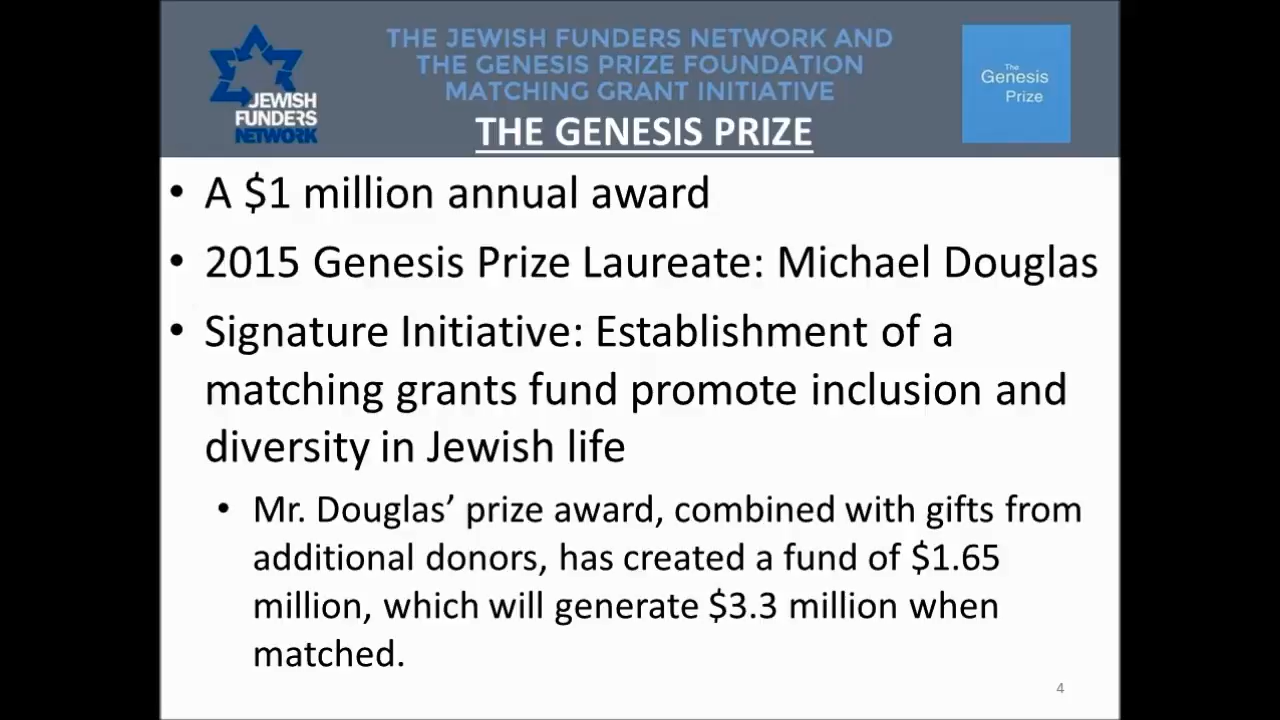 JEWISH
FUNDERS
NETWORK
THE JEWISH FUNDERS NETWORK AND
THE GENESIS PRIZE FOUNDATION
MATCHING GRANT INITIATIVE
THE GENESIS PRIZE
The
Genesis
Prize
• A $1 million annual award
• 2015 Genesis Prize Laureate: Michael Douglas
• Signature Initiative: Establishment of a
matching grants fund promote inclusion and
diversity in Jewish life
• Mr. Douglas’ prize award, combined with gifts from
additional donors, has created a fund of $1.65
million, which will generate $3.3 million when
matched.
4